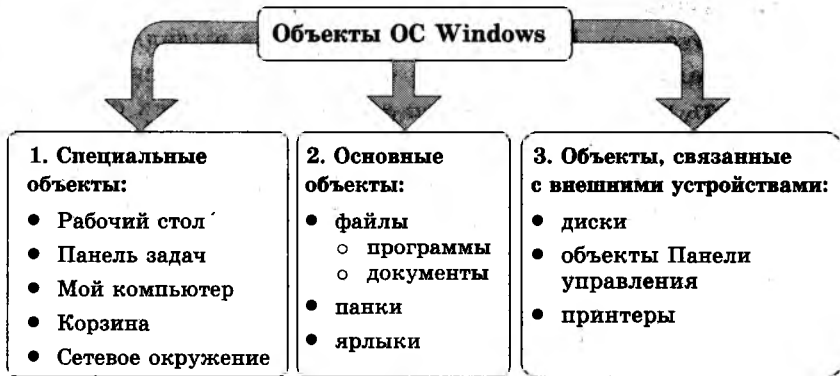 Объекты ОС Windows
1. Специальные
объекты:
● Рабочий стол
● Панель задач
● Мой компьютер
● Корзина
● Сетевое окружение
2. Основные
объекты:
● файлы
○ программы
○ документы
● панки
● ярлыки
3. Объекты, связанные
с внешними устройствами:
● диски
● объекты Панели
управления
● принтеры